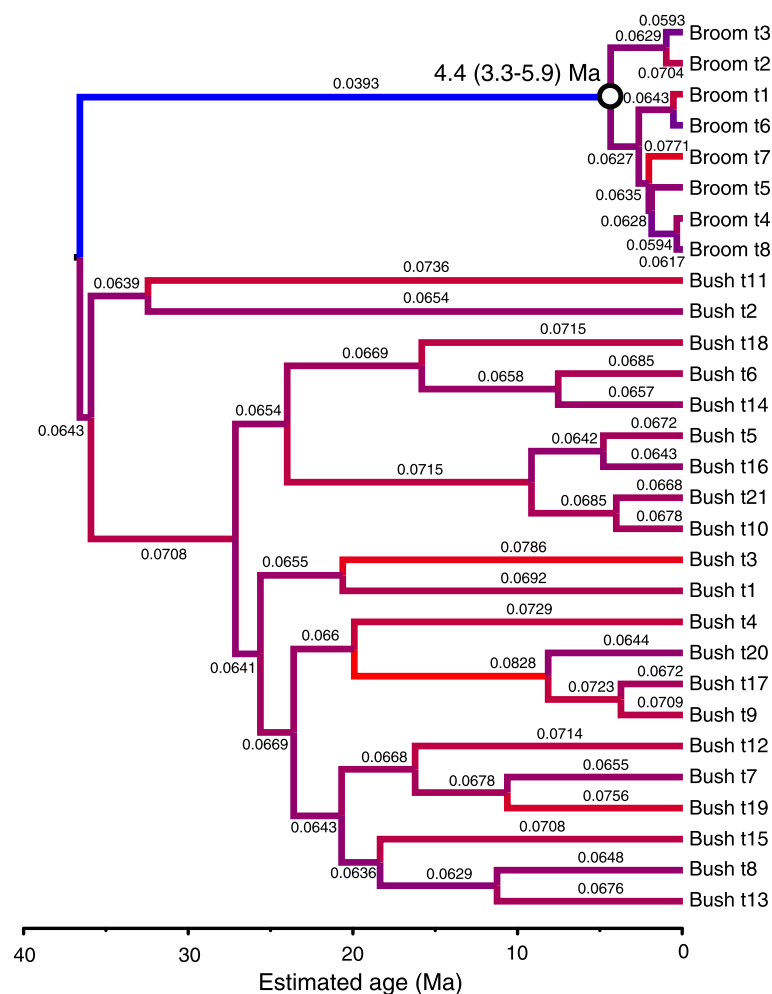 0.0593
Broom t3
0.0629
Broom t2
0.0704
4.4 (3.3-5.9) Ma
0.0393
0.0643
Broom t1
Broom t6
0.0771
0.0627
Broom t7
0.0635
Broom t5
0.0628
Broom t4
0.0594
Broom t8
0.0617
0.0736
0.0639
Bush t11
0.0654
Bush t2
0.0715
Bush t18
0.0669
0.0685
Bush t6
0.0658
0.0657
Bush t14
0.0654
0.0672
Bush t5
0.0643
0.0642
0.0643
Bush t16
0.0715
0.0668
Bush t21
0.0685
0.0678
Bush t10
0.0708
0.0786
Bush t3
0.0655
0.0692
Bush t1
0.0729
Bush t4
0.066
0.0644
Bush t20
0.0641
0.0828
0.0672
Bush t17
0.0723
0.0709
Bush t9
0.0669
0.0714
Bush t12
0.0668
0.0655
Bush t7
0.0678
0.0756
Bush t19
0.0643
0.0708
Bush t15
0.0636
0.0648
Bush t8
0.0629
0.0676
Bush t13
40 30 20 10 0
Estimated age (Ma)